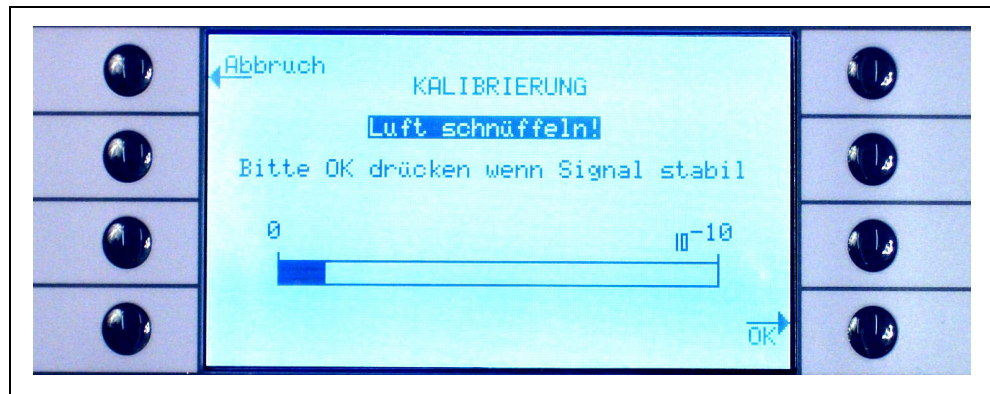 Abbruch
KALIBRIERUNG
Luft schnüffeln!
Bitte OK drücken wenn Signal stabil
0 10⁻¹⁰
OK